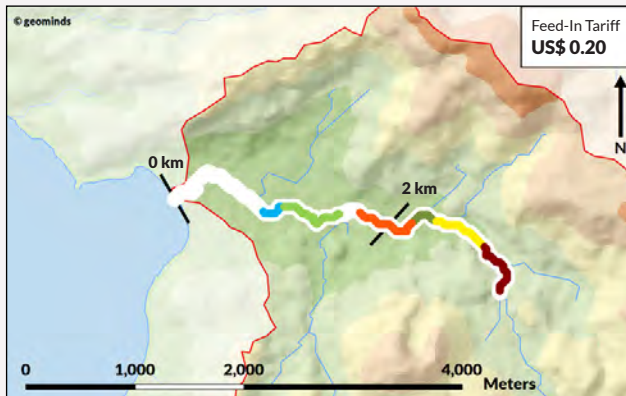 © geominds
Feed-In Tariff
US$ 0.20
N
0 km
2 km
0 1,000 2,000 4,000
Meters